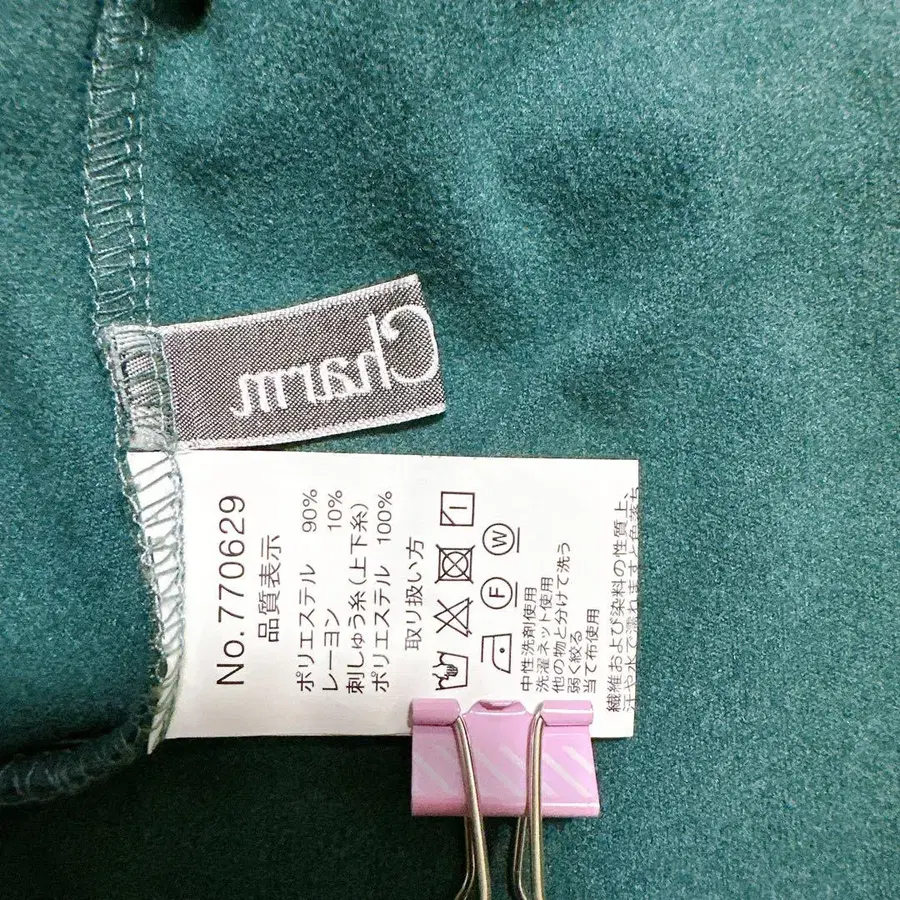 Charm
No.770629
品質表示
ポリエステル 90%
レーヨン 10%
刺しゅう糸(上下糸)
ポリエステル 100%
取り扱い方
F W
中性洗剤使用
洗濯ネット使用
他の物と分けて洗う
弱く絞る
当て布使用
繊維および染料の性質上、
汗や水で濡れますと色落ち